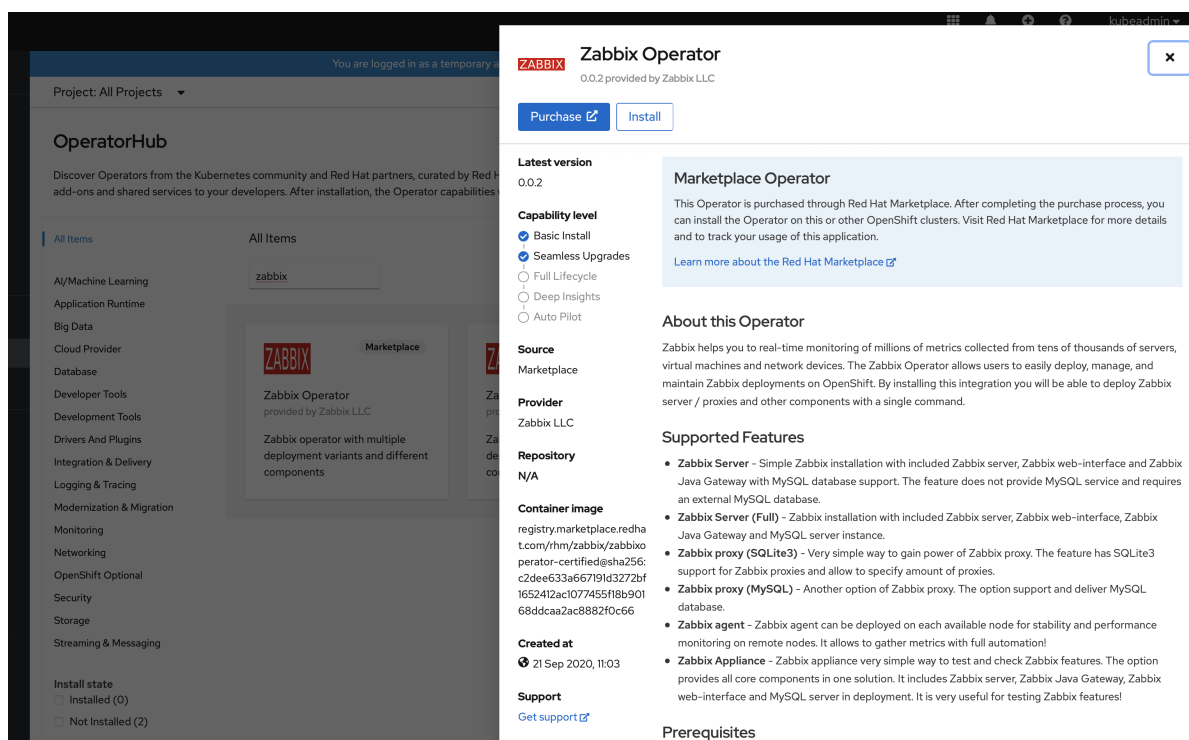 kubeadmin
You are logged in as a temporary a
Project: All Projects
OperatorHub
Discover Operators from the Kubernetes community and Red Hat partners, curated by Red H
add-ons and shared services to your developers. After installation, the Operator capabilities
All Items
AI/Machine Learning
Application Runtime
Big Data
Cloud Provider
Database
Developer Tools
Development Tools
Drivers And Plugins
Integration & Delivery
Logging & Tracing
Modernization & Migration
Monitoring
Networking
OpenShift Optional
Security
Storage
Streaming & Messaging
Install state
Installed (0)
Not Installed (2)
All Items
zabbix
ZABBIX
Marketplace
Zabbix Operator
provided by Zabbix LLC
Zabbix operator with multiple
deployment variants and different
components
Z
Za
pro
Za
de
co
ZABBIX
Zabbix Operator
0.0.2 provided by Zabbix LLC
Purchase
Install
Latest version
0.0.2
Capability level
Basic Install
Seamless Upgrades
Full Lifecycle
Deep Insights
Auto Pilot
Source
Marketplace
Provider
Zabbix LLC
Repository
N/A
Container image
registry.marketplace.redha
t.com/rhm/zabbix/zabbixo
perator-certified@sha256:
c2dee633a667191d3272bf
1652412ac1077455f18b901
68ddcaa2ac8882f0c66
Created at
21 Sep 2020, 11:03
Support
Get support
Marketplace Operator
This Operator is purchased through Red Hat Marketplace. After completing the purchase process, you
can install the Operator on this or other OpenShift clusters. Visit Red Hat Marketplace for more details
and to track your usage of this application.
Learn more about the Red Hat Marketplace
About this Operator
Zabbix helps you to real-time monitoring of millions of metrics collected from tens of thousands of servers,
virtual machines and network devices. The Zabbix Operator allows users to easily deploy, manage, and
maintain Zabbix deployments on OpenShift. By installing this integration you will be able to deploy Zabbix
server / proxies and other components with a single command.
Supported Features
• Zabbix Server - Simple Zabbix installation with included Zabbix server, Zabbix web-interface and Zabbix
Java Gateway with MySQL database support. The feature does not provide MySQL service and requires
an external MySQL database.
• Zabbix Server (Full) - Zabbix installation with included Zabbix server, Zabbix web-interface, Zabbix
Java Gateway and MySQL server instance.
• Zabbix proxy (SQLite3) - Very simple way to gain power of Zabbix proxy. The feature has SQLite3
support for Zabbix proxies and allow to specify amount of proxies.
• Zabbix proxy (MySQL) - Another option of Zabbix proxy. The option support and deliver MySQL
database.
• Zabbix agent - Zabbix agent can be deployed on each available node for stability and performance
monitoring on remote nodes. It allows to gather metrics with full automation!
• Zabbix Appliance - Zabbix appliance very simple way to test and check Zabbix features. The option
provides all core components in one solution. It includes Zabbix server, Zabbix Java Gateway, Zabbix
web-interface and MySQL server in deployment. It is very useful for testing Zabbix features!
Prerequisites